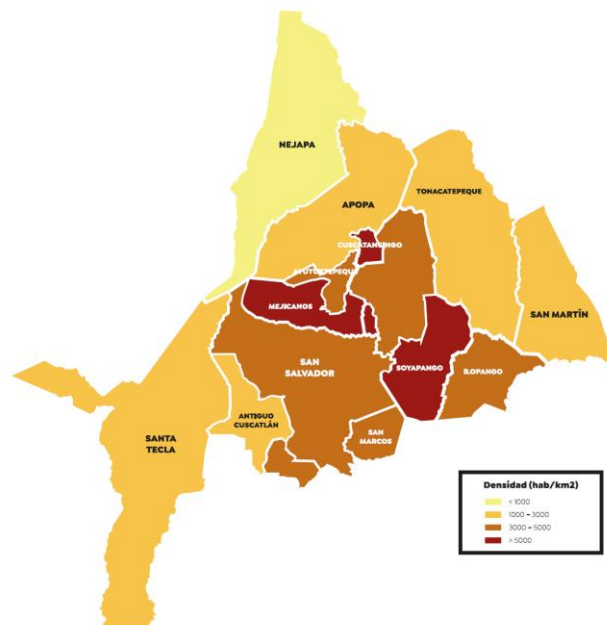 NEJAPA
TONACATEPEQUE
APOPA
CUSCATANCINGO
AYUTUXTEPEQUE
MEJICANOS
SAN MARTÍN
SAN
SALVADOR
SOYAPANGO
ILOPANGO
ANTIGUO
CUSCATLÁN
SANTA
TECLA
SAN
MARCOS
Densidad (hab/km2)
< 1000
1000 – 3000
3000 – 5000
> 5000